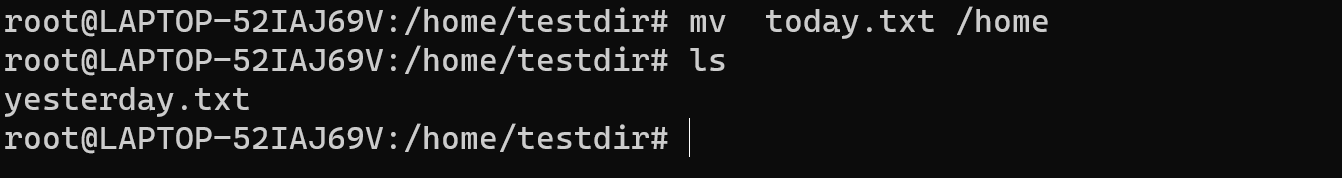 root@LAPTOP-52IAJ69V:/home/testdir# mv  today.txt /home
root@LAPTOP-52IAJ69V:/home/testdir# ls
yesterday.txt
root@LAPTOP-52IAJ69V:/home/testdir#